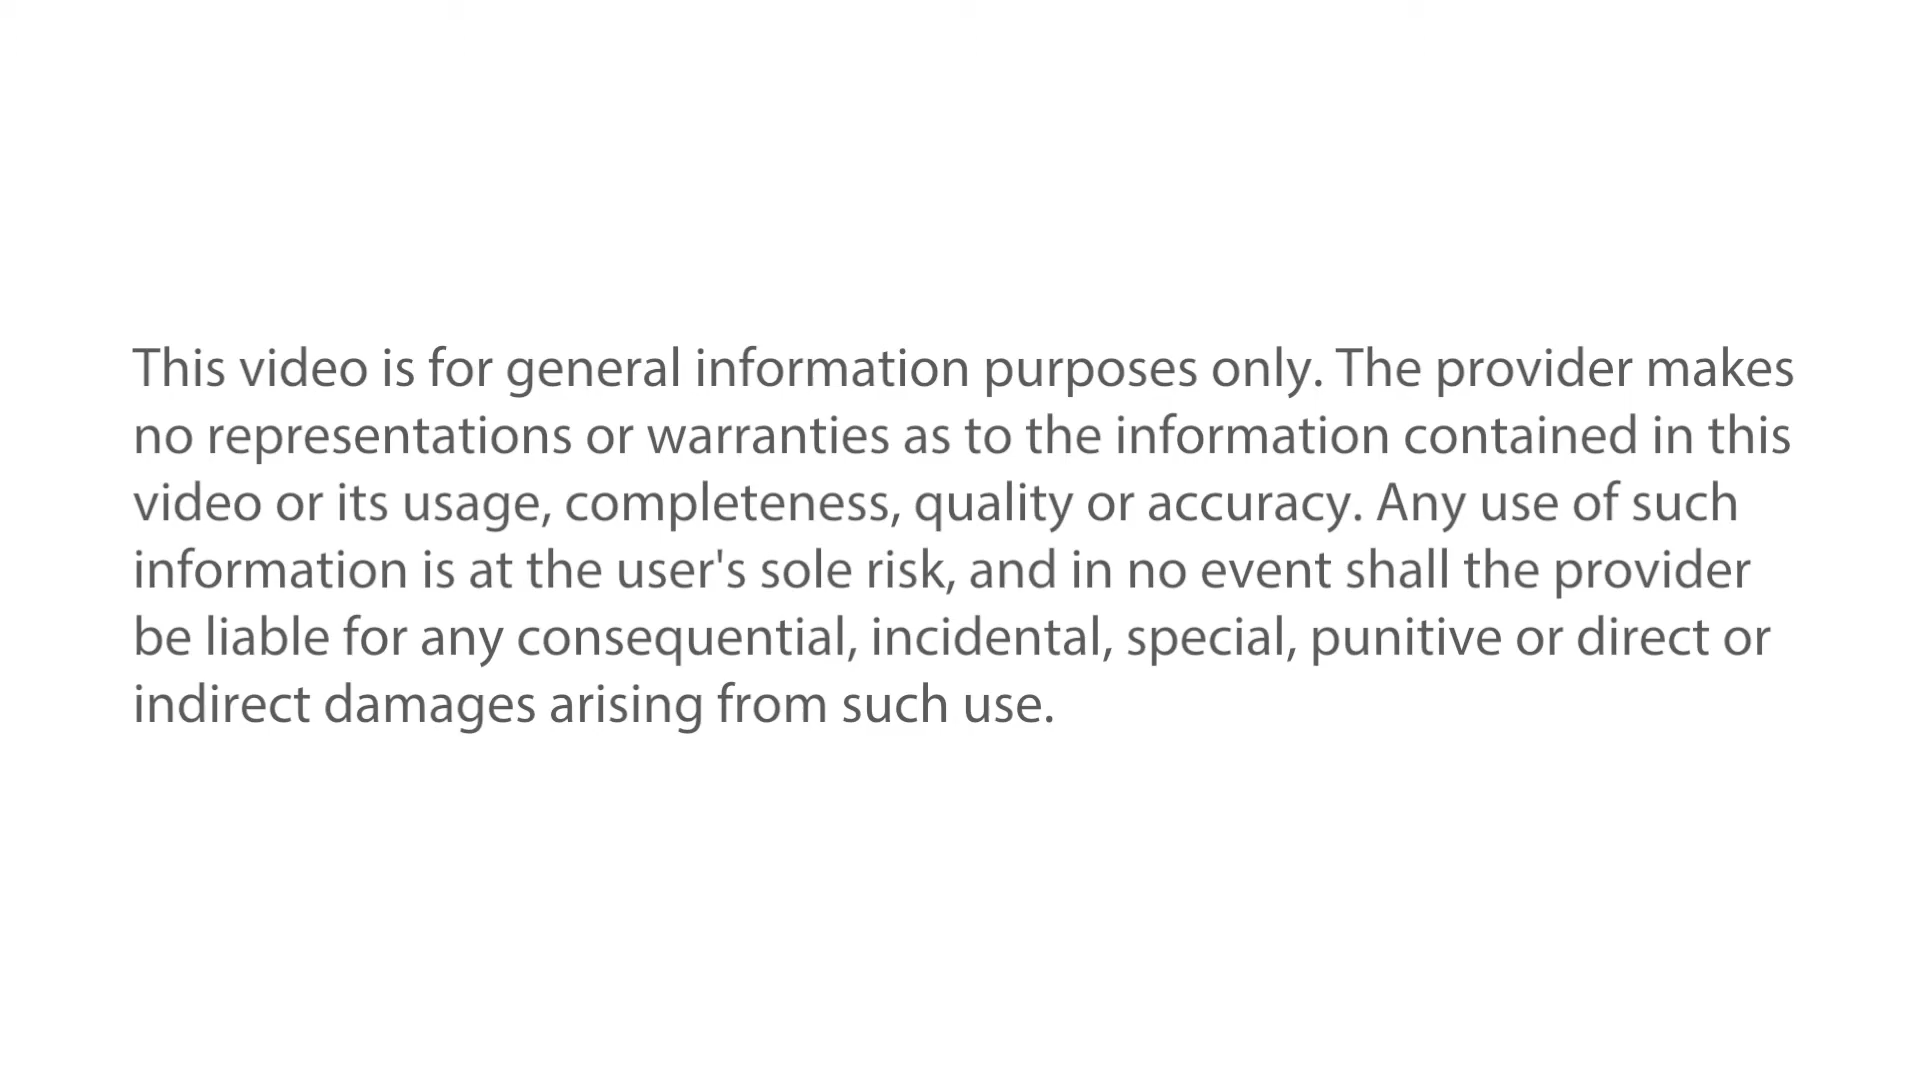 This video is for general information purposes only. The provider makes
no representations or warranties as to the information contained in this
video or its usage, completeness, quality or accuracy. Any use of such
information is at the user's sole risk, and in no event shall the provider
be liable for any consequential, incidental, special, punitive or direct or
indirect damages arising from such use.